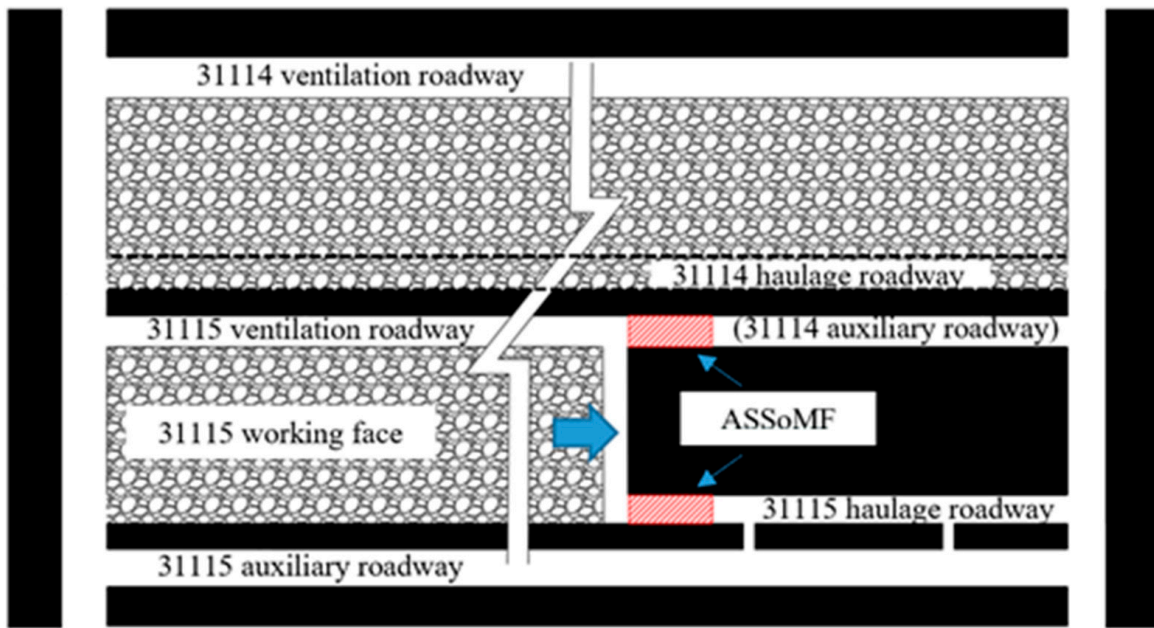 31114 ventilation roadway
31114 haulage roadway
31115 ventilation roadway
(31114 auxiliary roadway)
31115 working face
ASSoMF
31115 haulage roadway
31115 auxiliary roadway